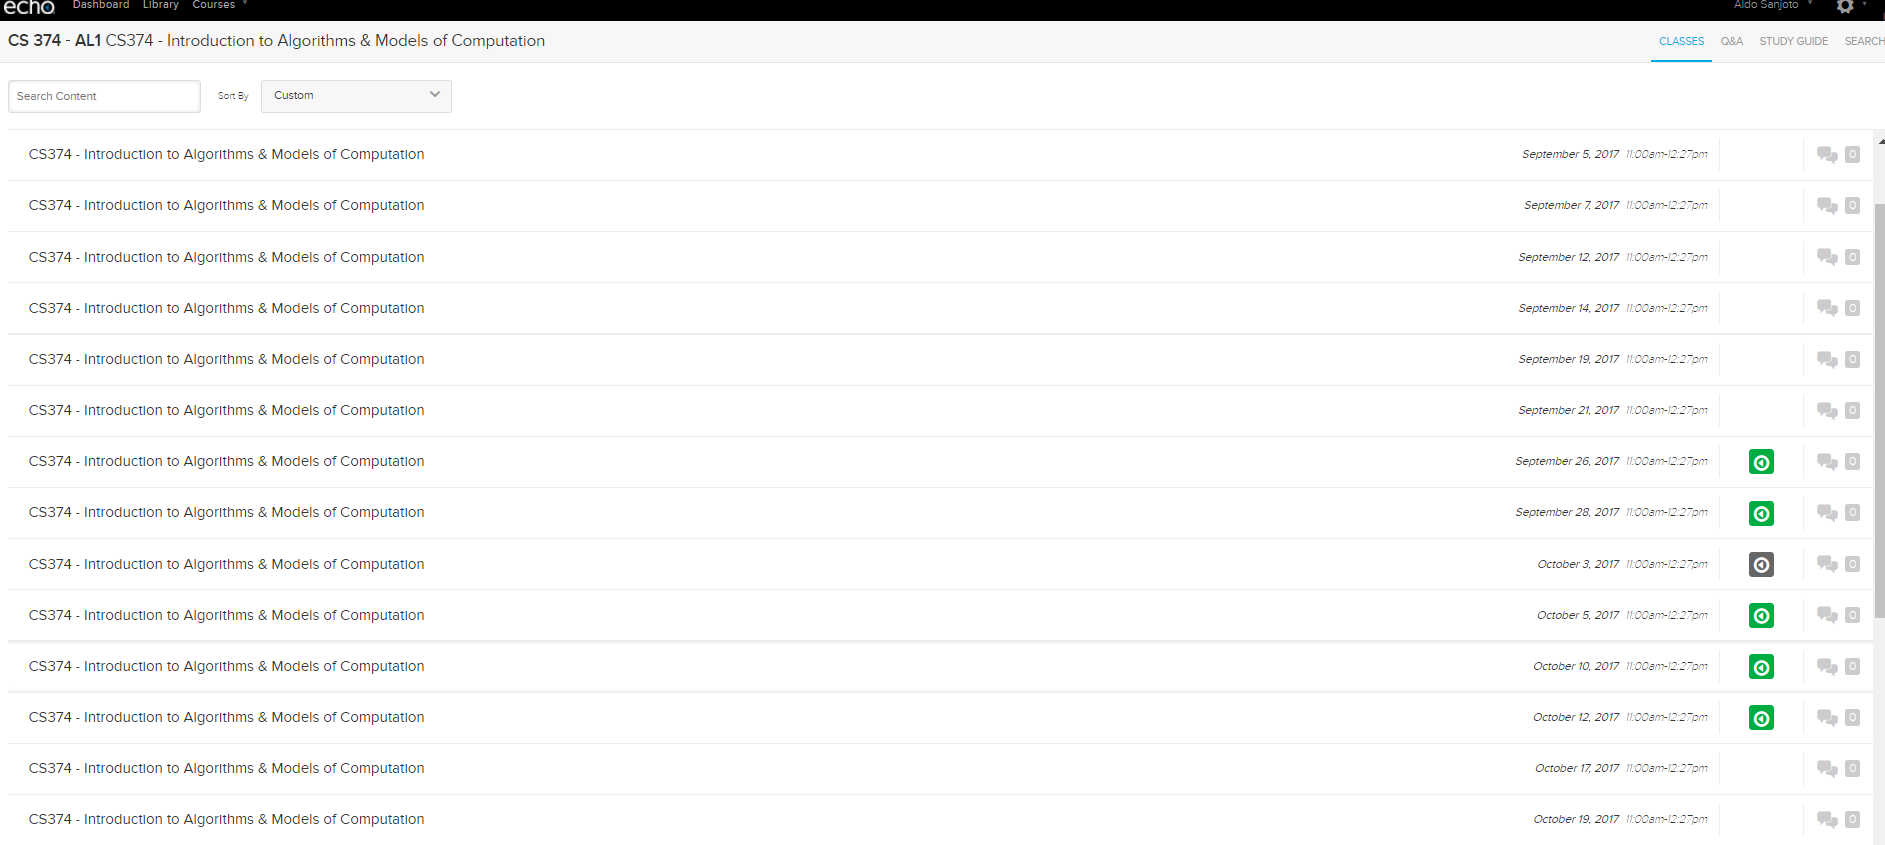 echo Dashboard Library Courses Aldo Sanjoto
CS 374 - AL1 CS374 - Introduction to Algorithms & Models of Computation CLASSES Q&A STUDY GUIDE SEARCH
Search Content Sort By Custom
CS374 - Introduction to Algorithms & Models of Computation September 5, 2017 11:00am-12:27pm 0
CS374 - Introduction to Algorithms & Models of Computation September 7, 2017 11:00am-12:27pm 0
CS374 - Introduction to Algorithms & Models of Computation September 12, 2017 11:00am-12:27pm 0
CS374 - Introduction to Algorithms & Models of Computation September 14, 2017 11:00am-12:27pm 0
CS374 - Introduction to Algorithms & Models of Computation September 19, 2017 11:00am-12:27pm 0
CS374 - Introduction to Algorithms & Models of Computation September 21, 2017 11:00am-12:27pm 0
CS374 - Introduction to Algorithms & Models of Computation September 26, 2017 11:00am-12:27pm 0
CS374 - Introduction to Algorithms & Models of Computation September 28, 2017 11:00am-12:27pm 0
CS374 - Introduction to Algorithms & Models of Computation October 3, 2017 11:00am-12:27pm 0
CS374 - Introduction to Algorithms & Models of Computation October 5, 2017 11:00am-12:27pm 0
CS374 - Introduction to Algorithms & Models of Computation October 10, 2017 11:00am-12:27pm 0
CS374 - Introduction to Algorithms & Models of Computation October 12, 2017 11:00am-12:27pm 0
CS374 - Introduction to Algorithms & Models of Computation October 17, 2017 11:00am-12:27pm 0
CS374 - Introduction to Algorithms & Models of Computation October 19, 2017 11:00am-12:27pm 0